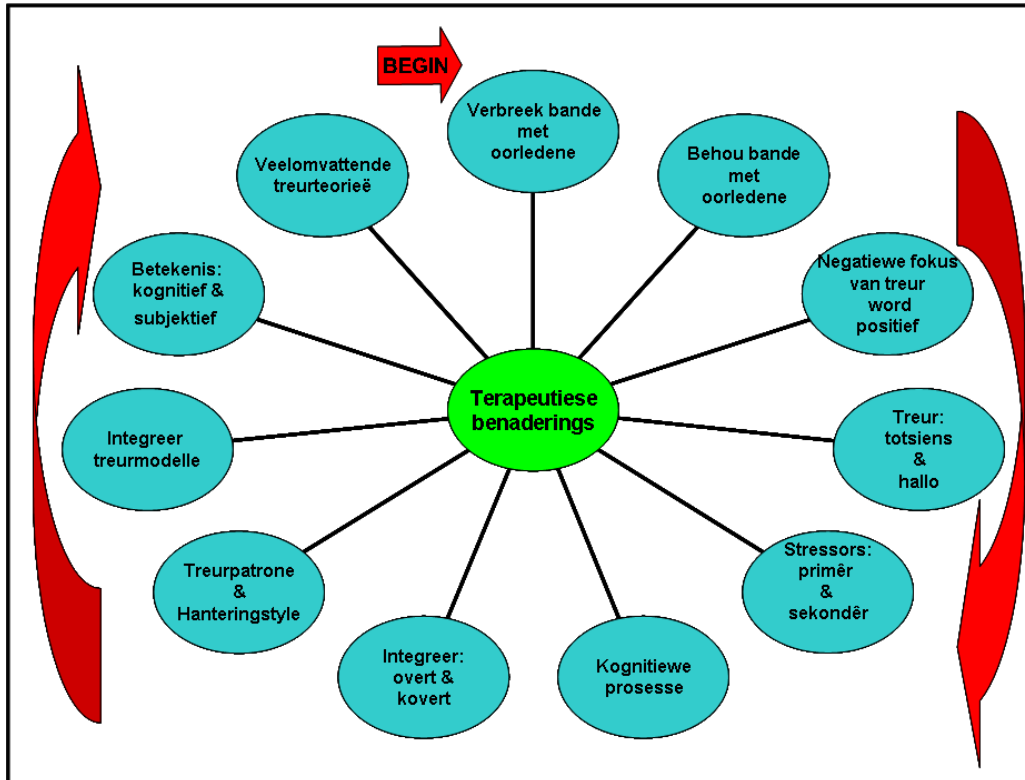 BEGIN
Verbreek bande
met
oorledene
Behou bande
met
oorledene
Negatiewe fokus
van treur
word
positief
Treur:
totsiens
&
hallo
Stressors:
primêr
&
sekondêr
Kognitiewe
prosesse
Integreer:
overt &
kovert
Treurpatrone
&
Hanteringstyle
Integreer
treurmodelle
Betekenis:
kognitief &
subjektief
Veelomvattende
treurteorieë
Terapeutiese
benaderings